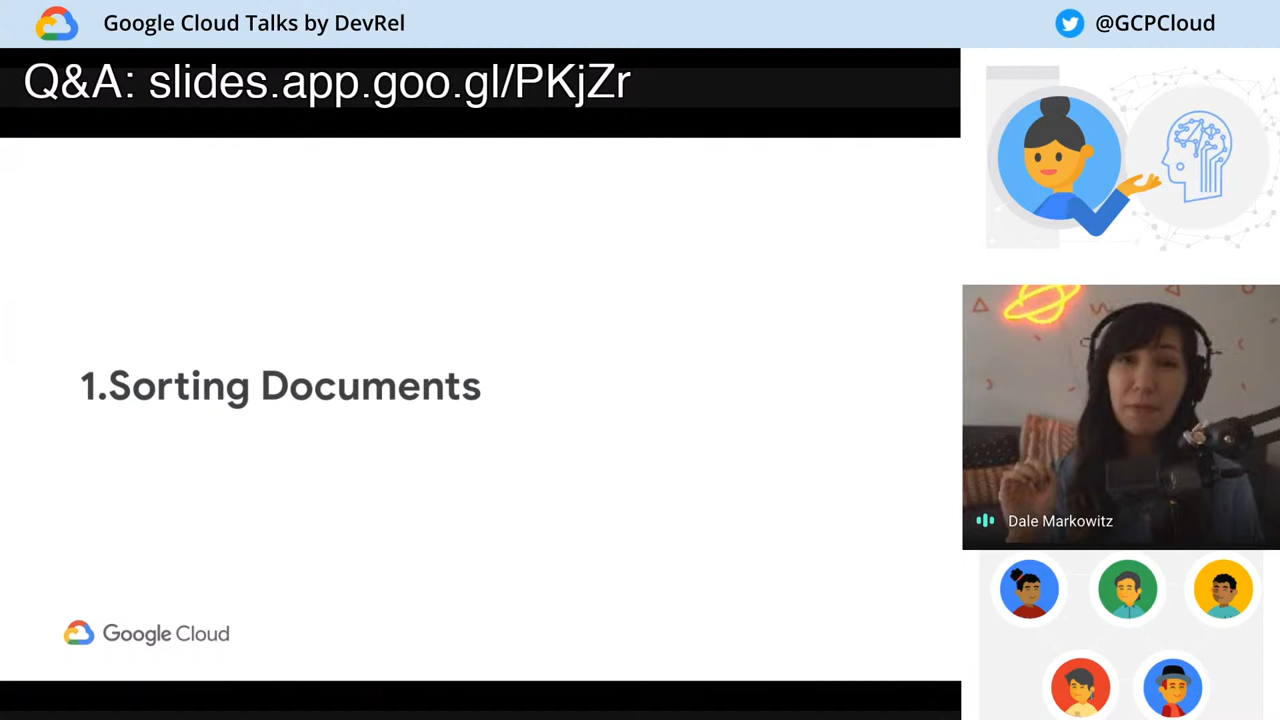 Google Cloud Talks by DevRel
@GCPCloud
Q&A: slides.app.goo.gl/PKjZr
1.Sorting Documents
Dale Markowitz
Google Cloud